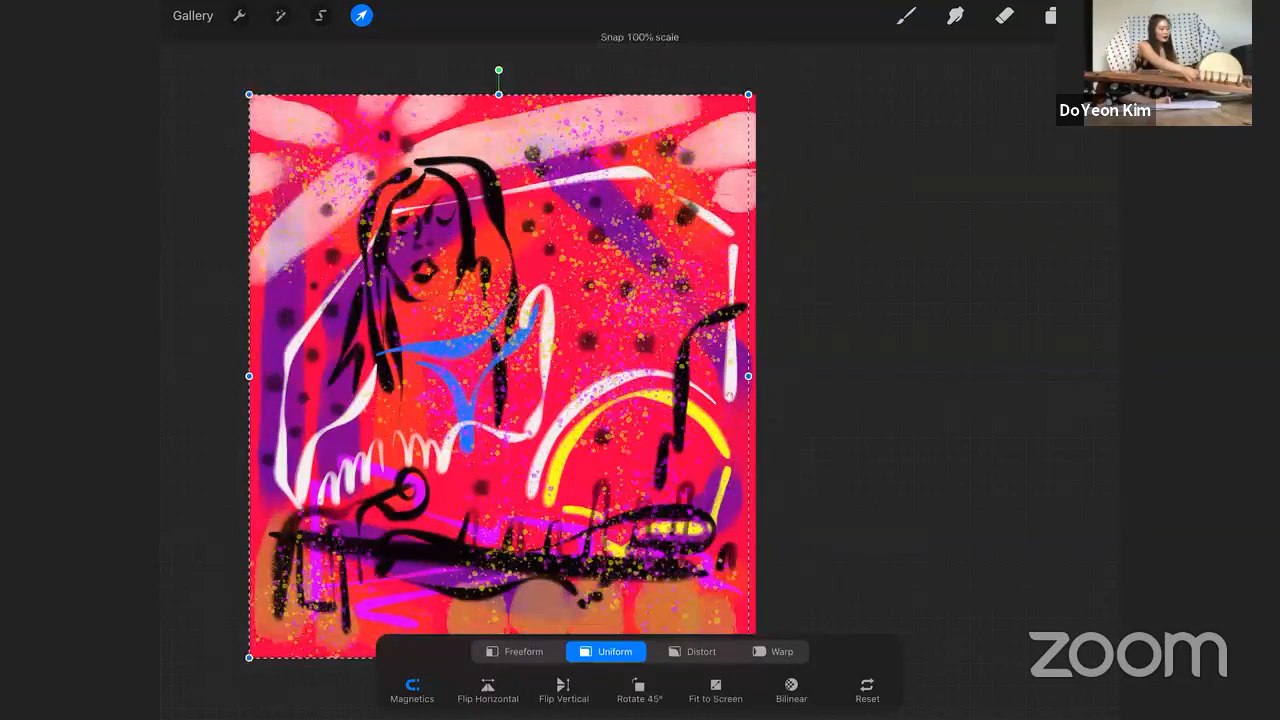 Gallery
Snap 100% scale
DoYeon Kim
Freeform Uniform Distort Warp
Magnetics Flip Horizontal Flip Vertical Rotate 45° Fit to Screen Bilinear Reset
zoom